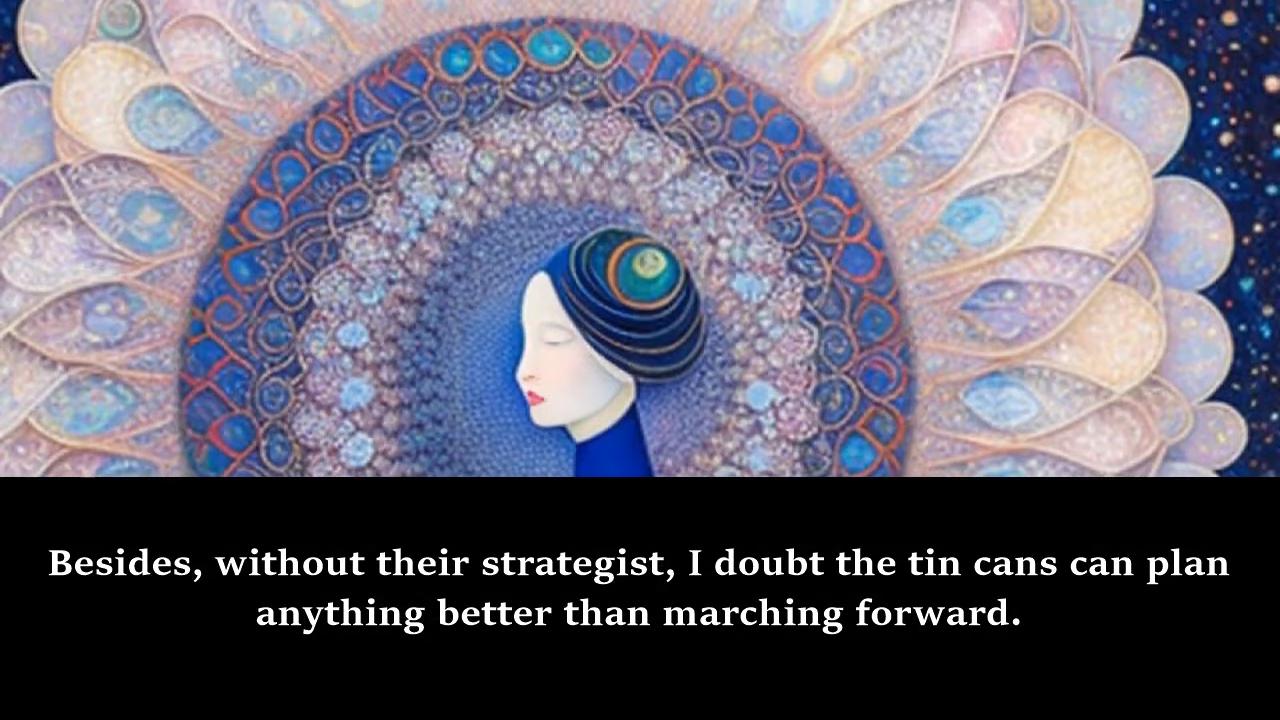 Besides, without their strategist, I doubt the tin cans can plan
anything better than marching forward.